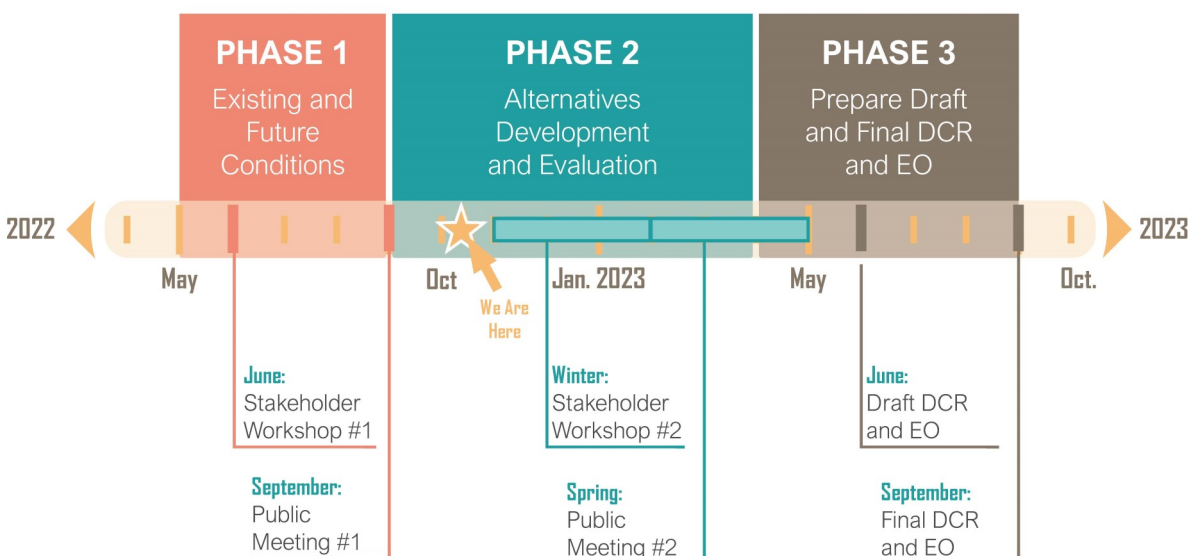 PHASE 1
Existing and
Future
Conditions
PHASE 2
Alternatives
Development
and Evaluation
PHASE 3
Prepare Draft
and Final DCR
and EO
2022
2023
May
Oct
Jan. 2023
May
Oct.
We Are
Here
June:
Stakeholder
Workshop #1
Winter:
Stakeholder
Workshop #2
June:
Draft DCR
and EO
September:
Public
Meeting #1
Spring:
Public
Meeting #2
September:
Final DCR
and EO